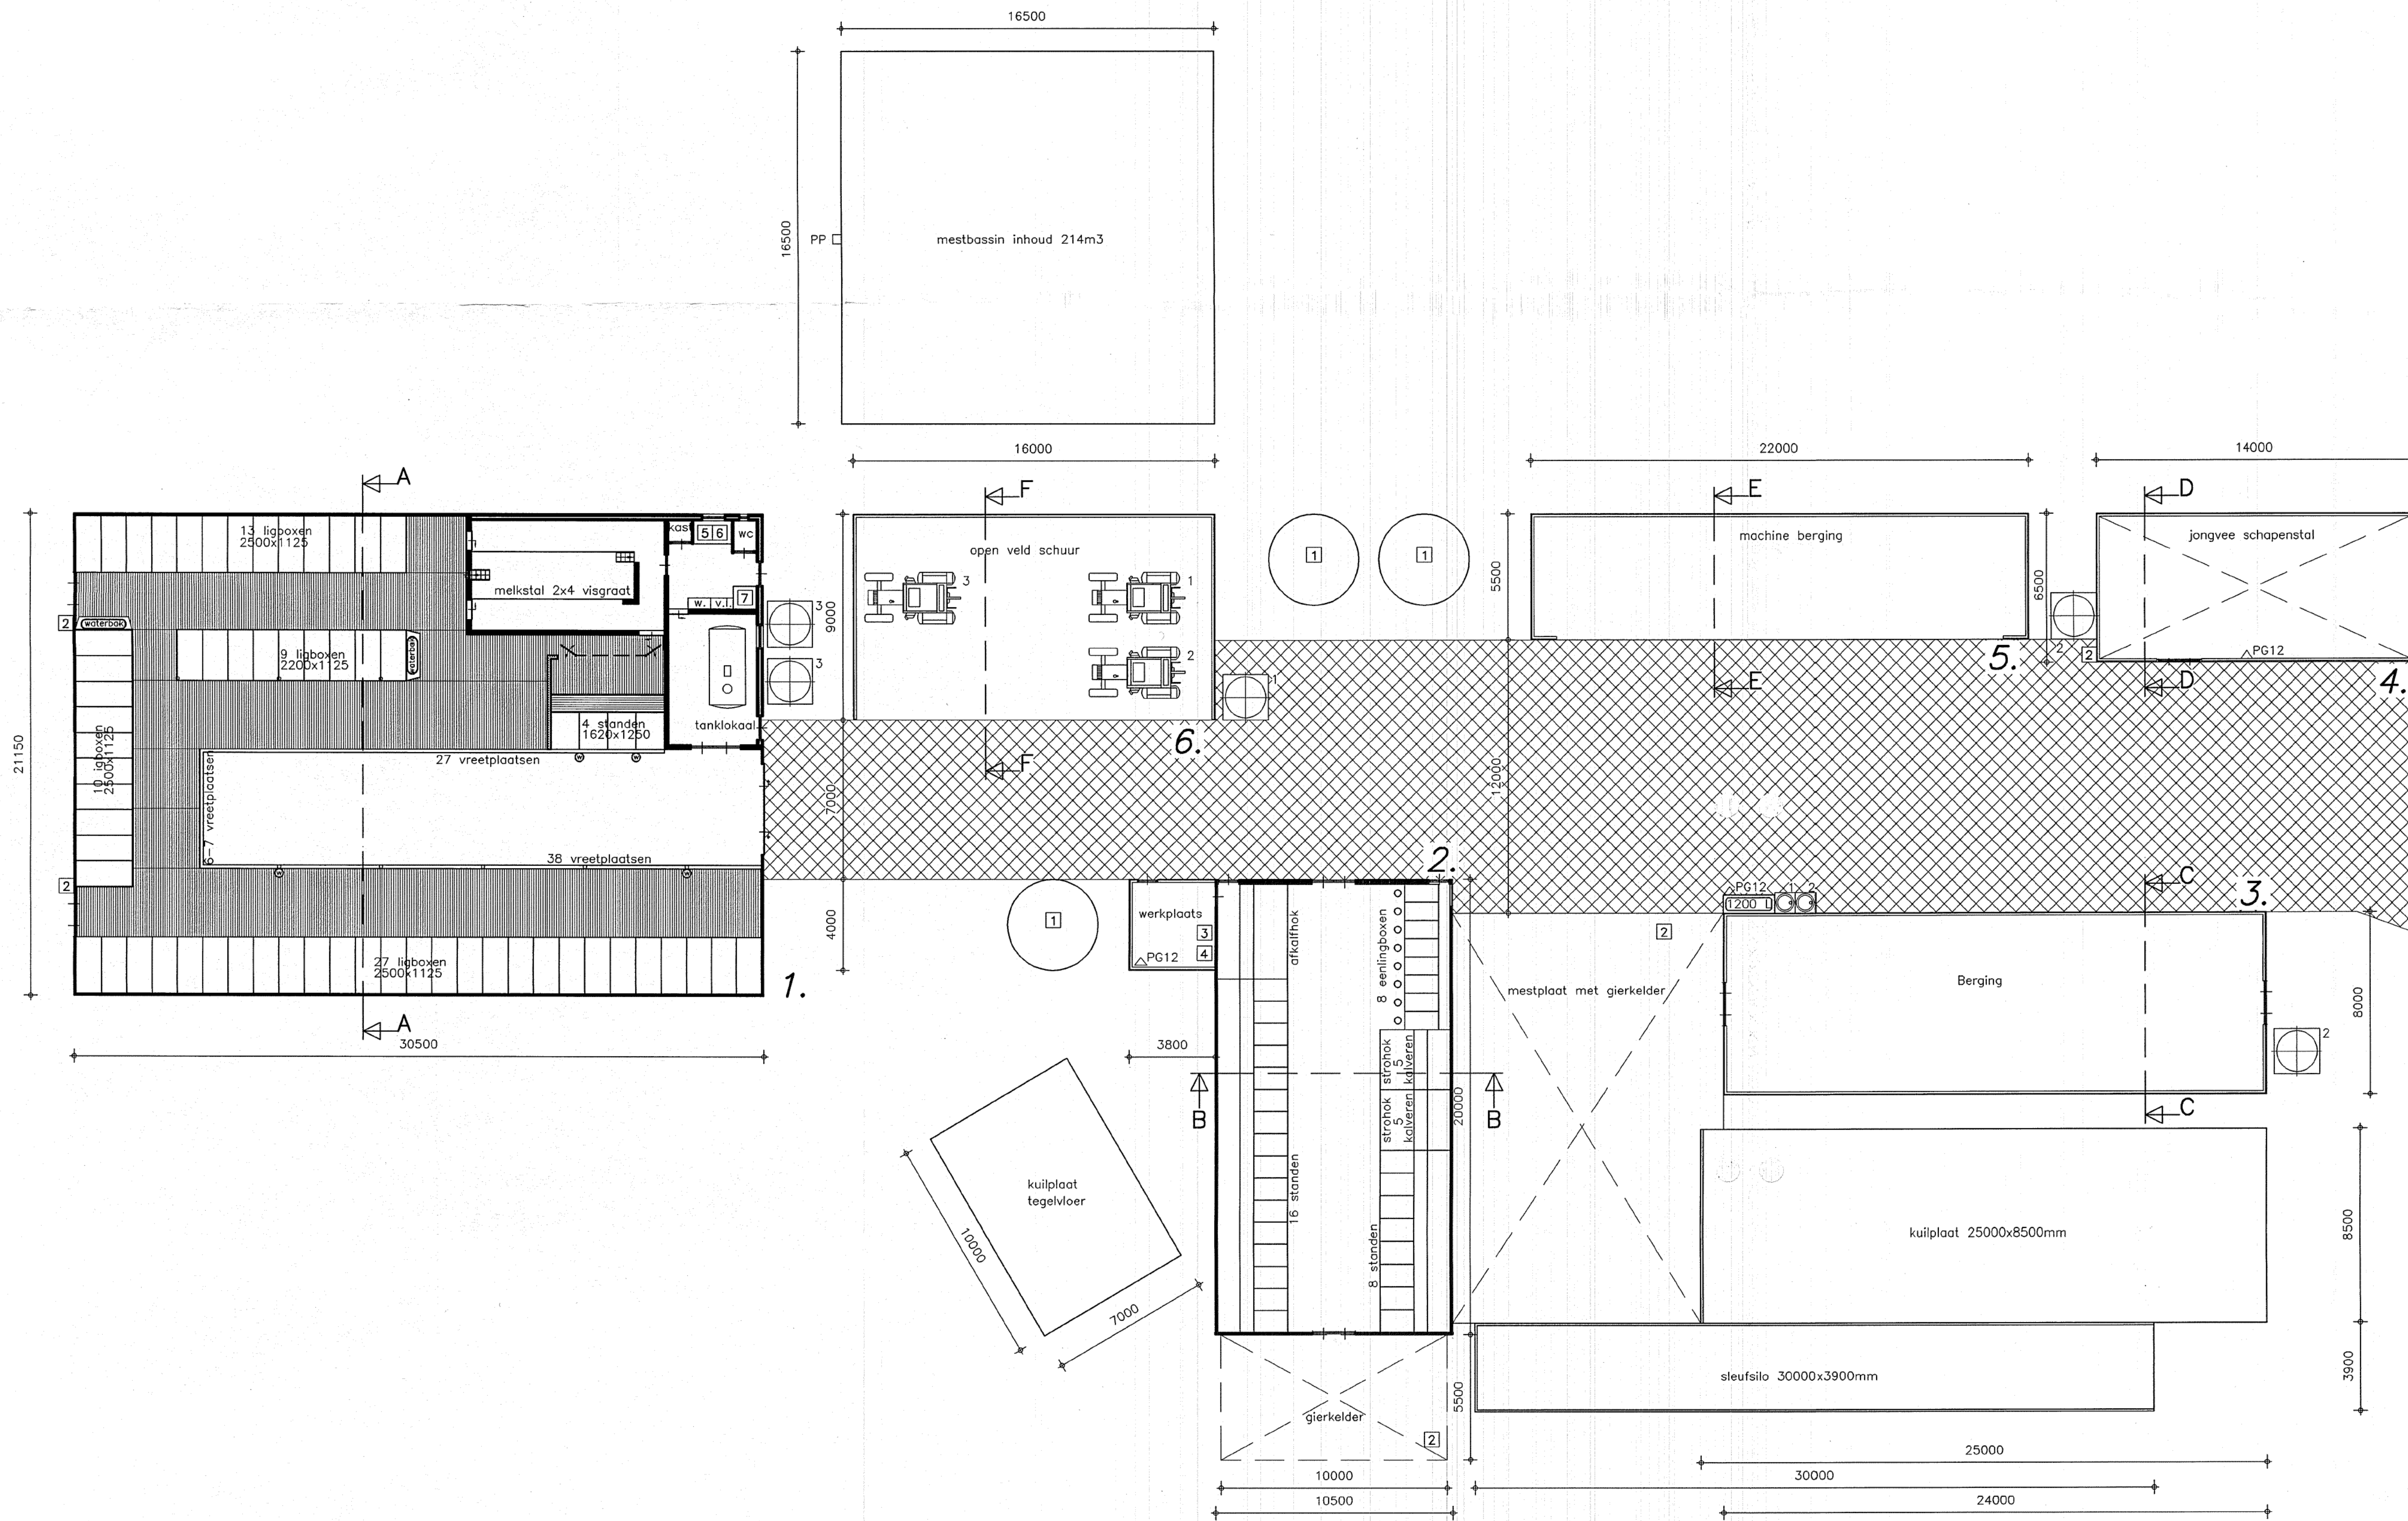 16500
16500
PP
mestbassin inhoud 214m3
16000
22000
14000
A
F
E
D
13 ligboxen
2500x1125
kast
5 6
wc
melkstal 2x4 visgraat
w. v.l. 7
2
waterbak
9 ligboxen
2200x1125
waterbak
3
3
tanklokaal
4 standen
1620x1250
27 vreetplaatsen
6-7 vreetplaatsen
38 vreetplaatsen
10 ligboxen
2500x1125
2
27 ligboxen
2500x1125
21150
30500
A
1.
open veld schuur
3
1
2
9000
1
6.
F
7000
4000
1
1
machine berging
5500
5.
E
12000
6500
jongvee schapenstal
2
2
PG12
D
4.
1
werkplaats
3
4
PG12
2.
afkalfhok
8 eenlingboxen
strohok
5
kalveren
strohok
5
kalveren
16 standen
8 standen
3800
B
B
20000
kuilplaat
tegelvloer
10000
7000
2
mestplaat met gierkelder
PG12
1 2
1200 L
C
3.
Berging
2
8000
C
kuilplaat 25000x8500mm
8500
sleufsilo 30000x3900mm
3900
gierkelder
2
5500
10000
10500
25000
30000
24000